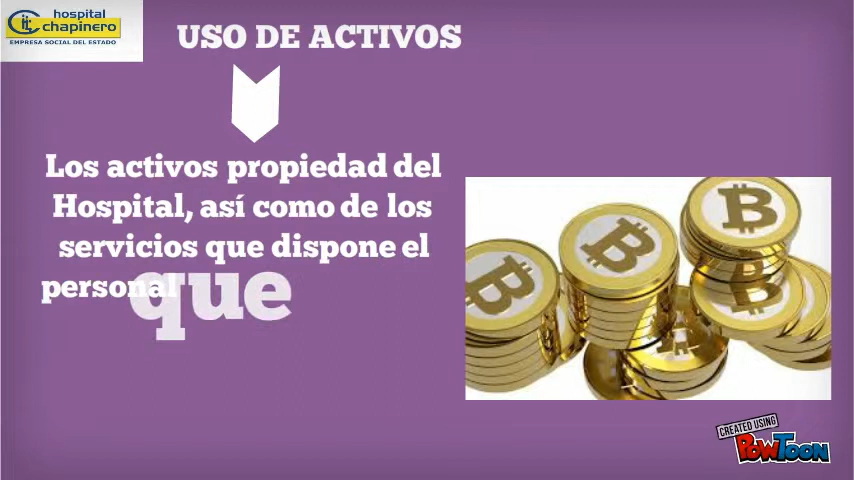 hospital
chapinero
EMPRESA SOCIAL DEL ESTADO
USO DE ACTIVOS
Los activos propiedad del
Hospital, así como de los
servicios que dispone el
personal que
CREATED USING
POWTOON